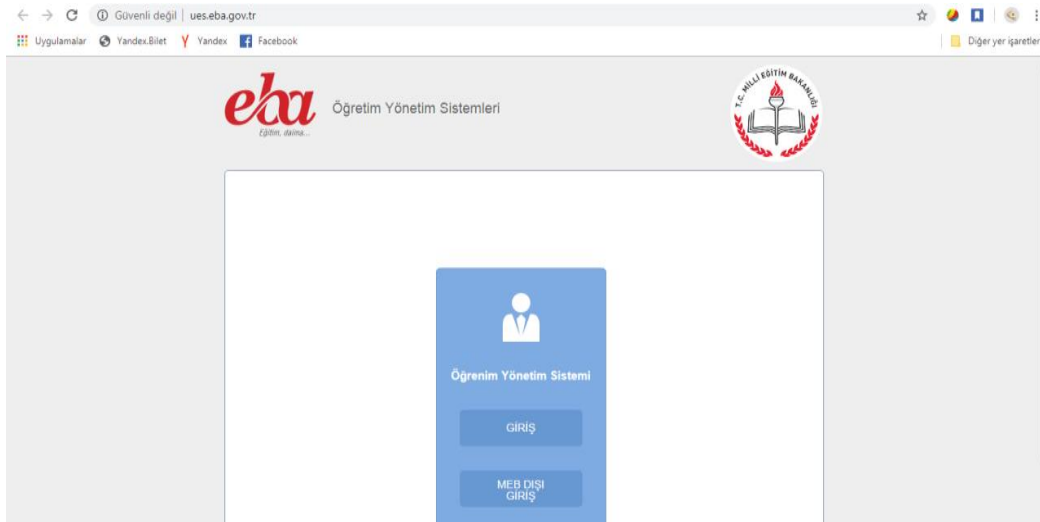 Güvenli değil | ues.eba.gov.tr
Uygulamalar Yandex.Bilet Yandex Facebook Diğer yer işaretler
eba
Eğitim, daima...
Öğretim Yönetim Sistemleri
T.C. MİLLİ EĞİTİM BAKANLIĞI
Öğrenim Yönetim Sistemi
GİRİŞ
MEB DIŞI
GİRİŞ